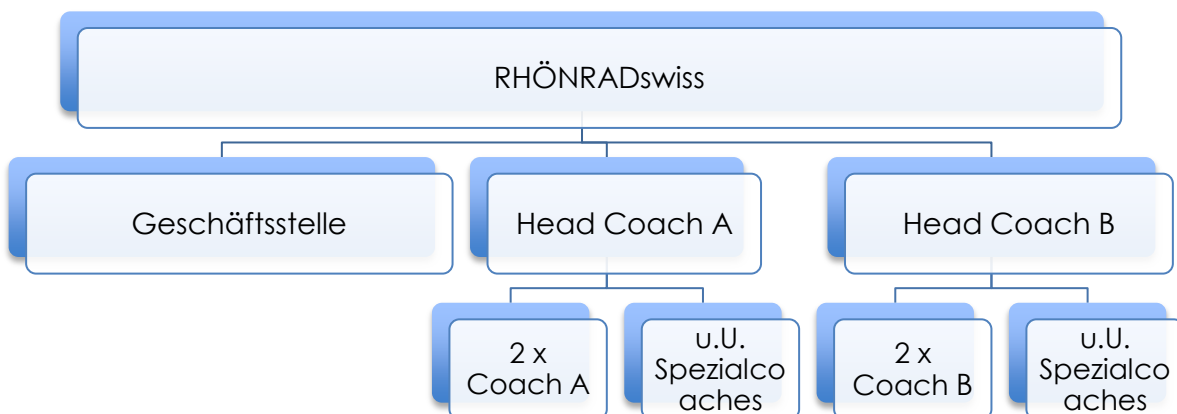 RHÖNRADswiss
Geschäftsstelle
Head Coach A
Head Coach B
2 x
Coach A
u.U.
Spezialco
aches
2 x
Coach B
u.U.
Spezialco
aches